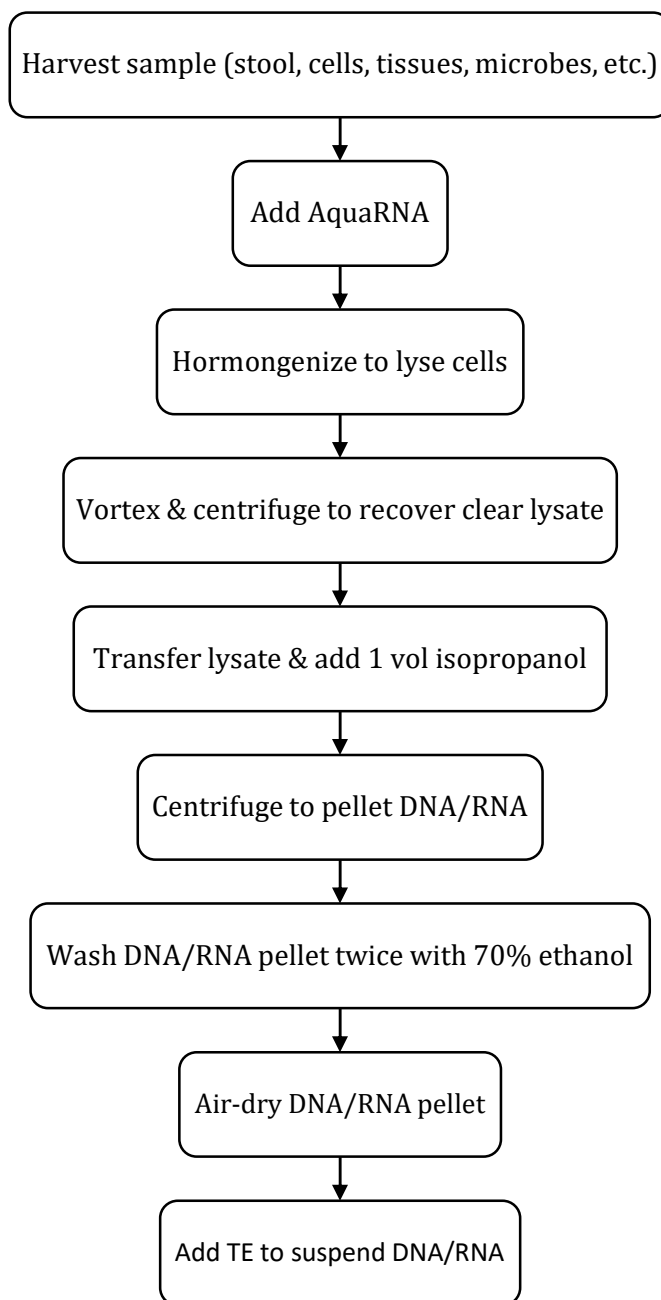 Harvest sample (stool, cells, tissues, microbes, etc.)
Add AquaRNA
Hormongenize to lyse cells
Vortex & centrifuge to recover clear lysate
Transfer lysate & add 1 vol isopropanol
Centrifuge to pellet DNA/RNA
Wash DNA/RNA pellet twice with 70% ethanol
Air-dry DNA/RNA pellet
Add TE to suspend DNA/RNA